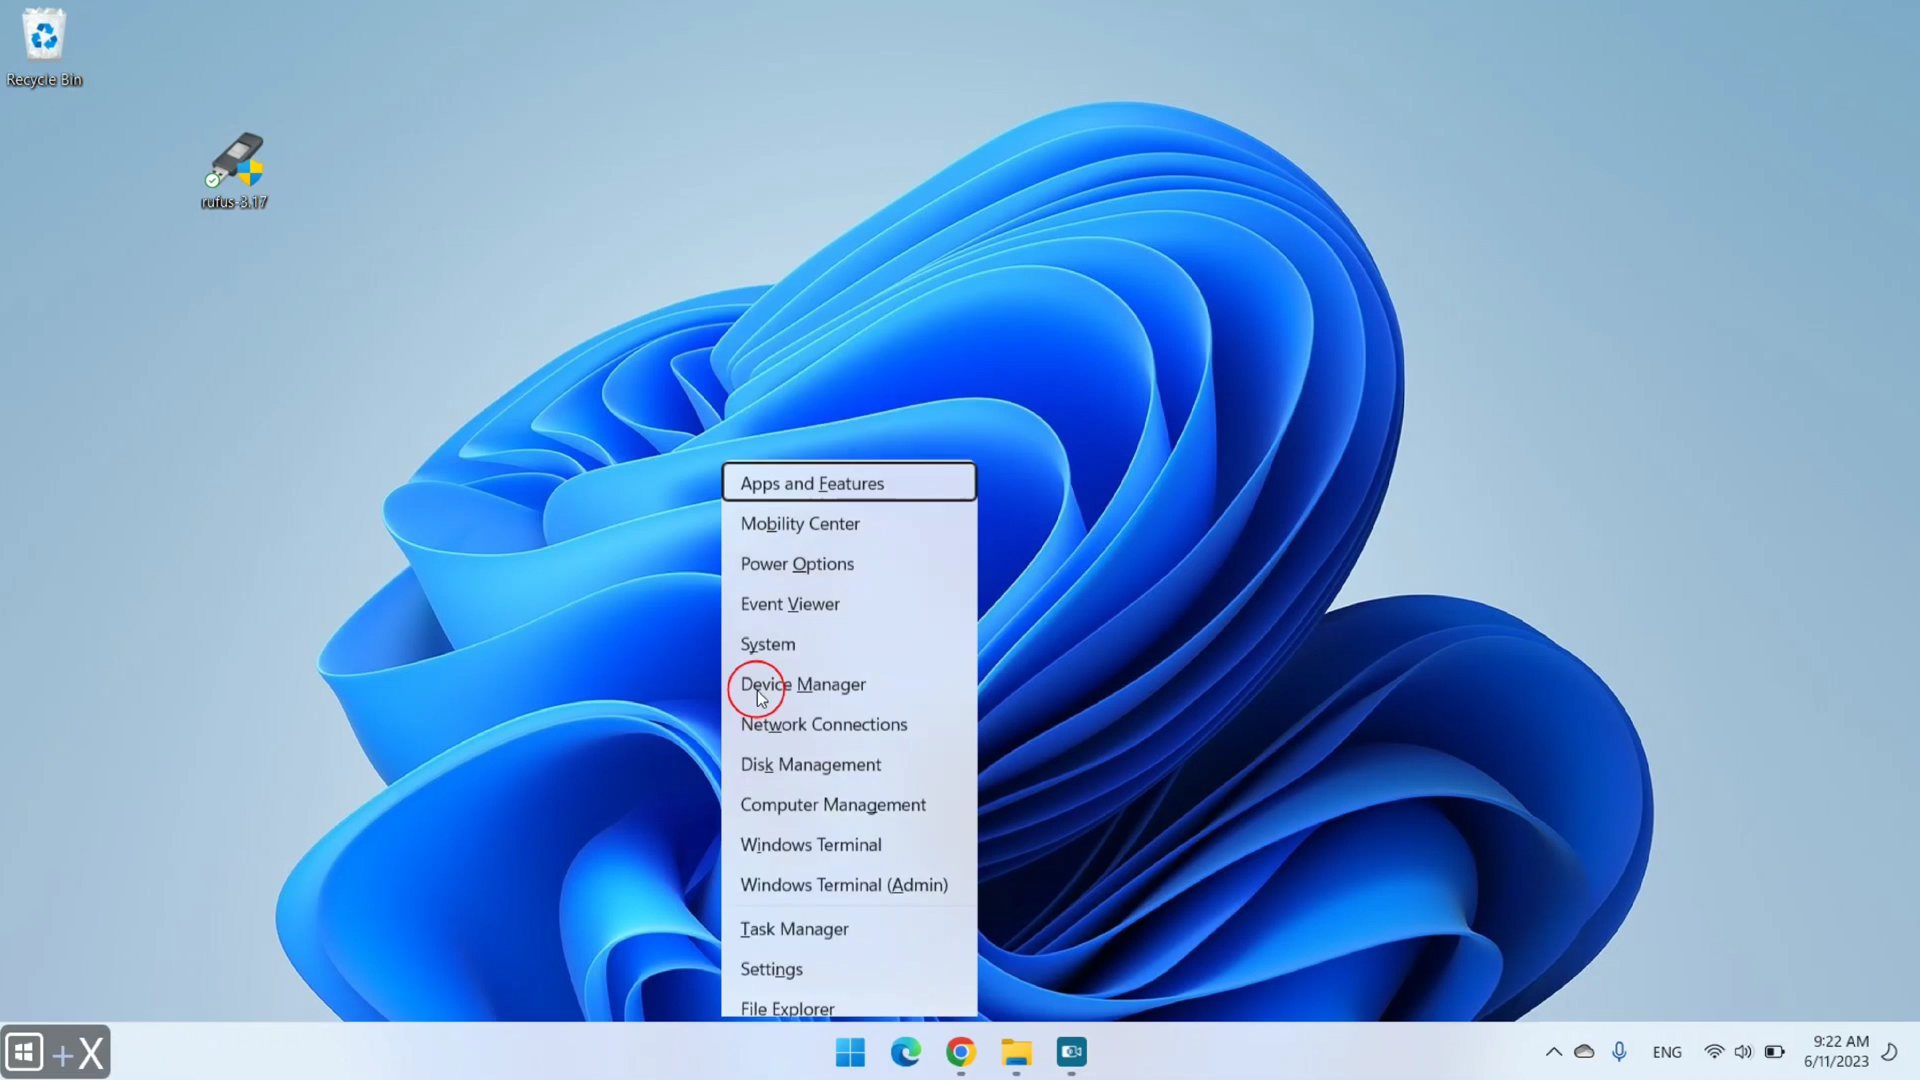 Recycle Bin
rufus-3.17
Apps and Features
Mobility Center
Power Options
Event Viewer
System
Device Manager
Network Connections
Disk Management
Computer Management
Windows Terminal
Windows Terminal (Admin)
Task Manager
Settings
File Explorer
+ X
ENG
9:22 AM
6/11/2023